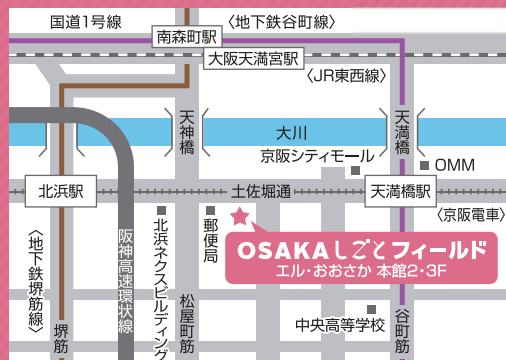 国道1号線
〈地下鉄谷町線〉
南森町駅
大阪天満宮駅
〈JR東西線〉
天神橋
大川
天満橋
京阪シティモール
OMM
北浜駅
土佐堀通
天満橋駅
〈京阪電車〉
〈地下鉄堺筋線〉
阪神高速環状線
北浜ネクスビルディング
郵便局
OSAKAしごとフィールド
エル・おおさか 本館2・3F
松屋町筋
中央高等学校
堺筋
谷町筋